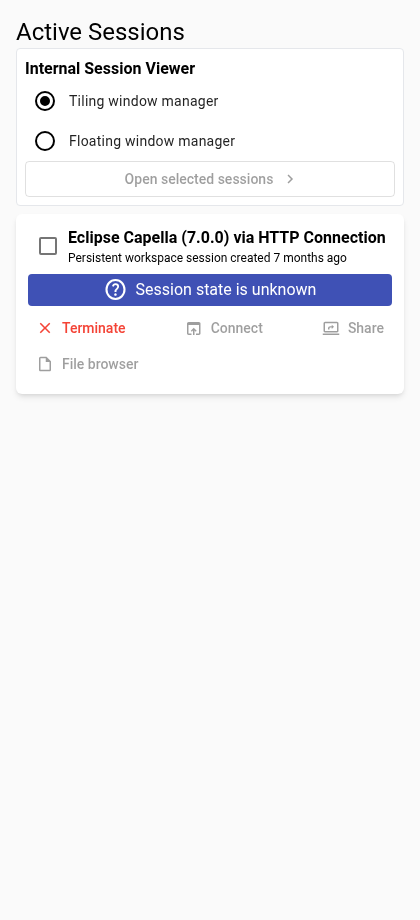 Active Sessions
Internal Session Viewer
Tiling window manager
Floating window manager
Open selected sessions
Eclipse Capella (7.0.0) via HTTP Connection
Persistent workspace session created 7 months ago
Session state is unknown
Terminate Connect Share
File browser